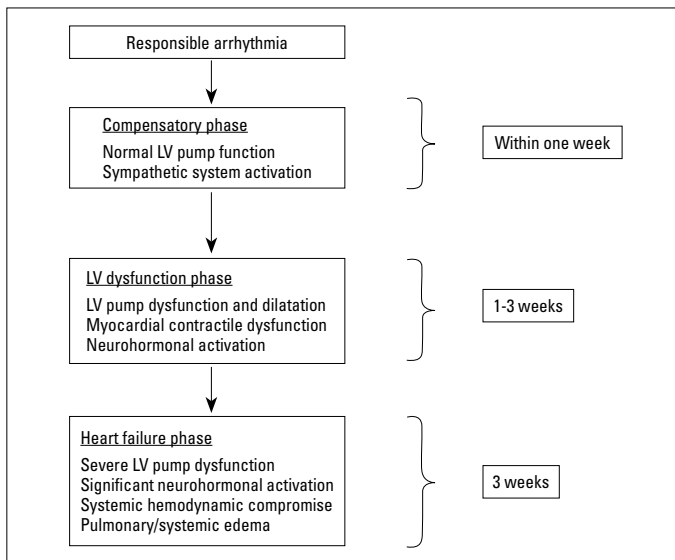 Responsible arrhythmia
Compensatory phase
Normal LV pump function
Sympathetic system activation
Within one week
LV dysfunction phase
LV pump dysfunction and dilatation
Myocardial contractile dysfunction
Neurohormonal activation
1-3 weeks
Heart failure phase
Severe LV pump dysfunction
Significant neurohormonal activation
Systemic hemodynamic compromise
Pulmonary/systemic edema
3 weeks